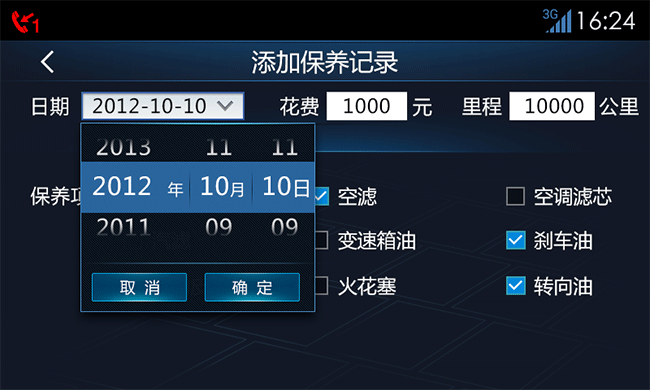 1 3G 16:24
添加保养记录
日期 2012-10-10 花费 1000 元 里程 10000 公里
2013 11 11
2012 年 10月 10日
2011 09 09
取消 确定
保养项
空滤 空调滤芯
变速箱油 刹车油
火花塞 转向油